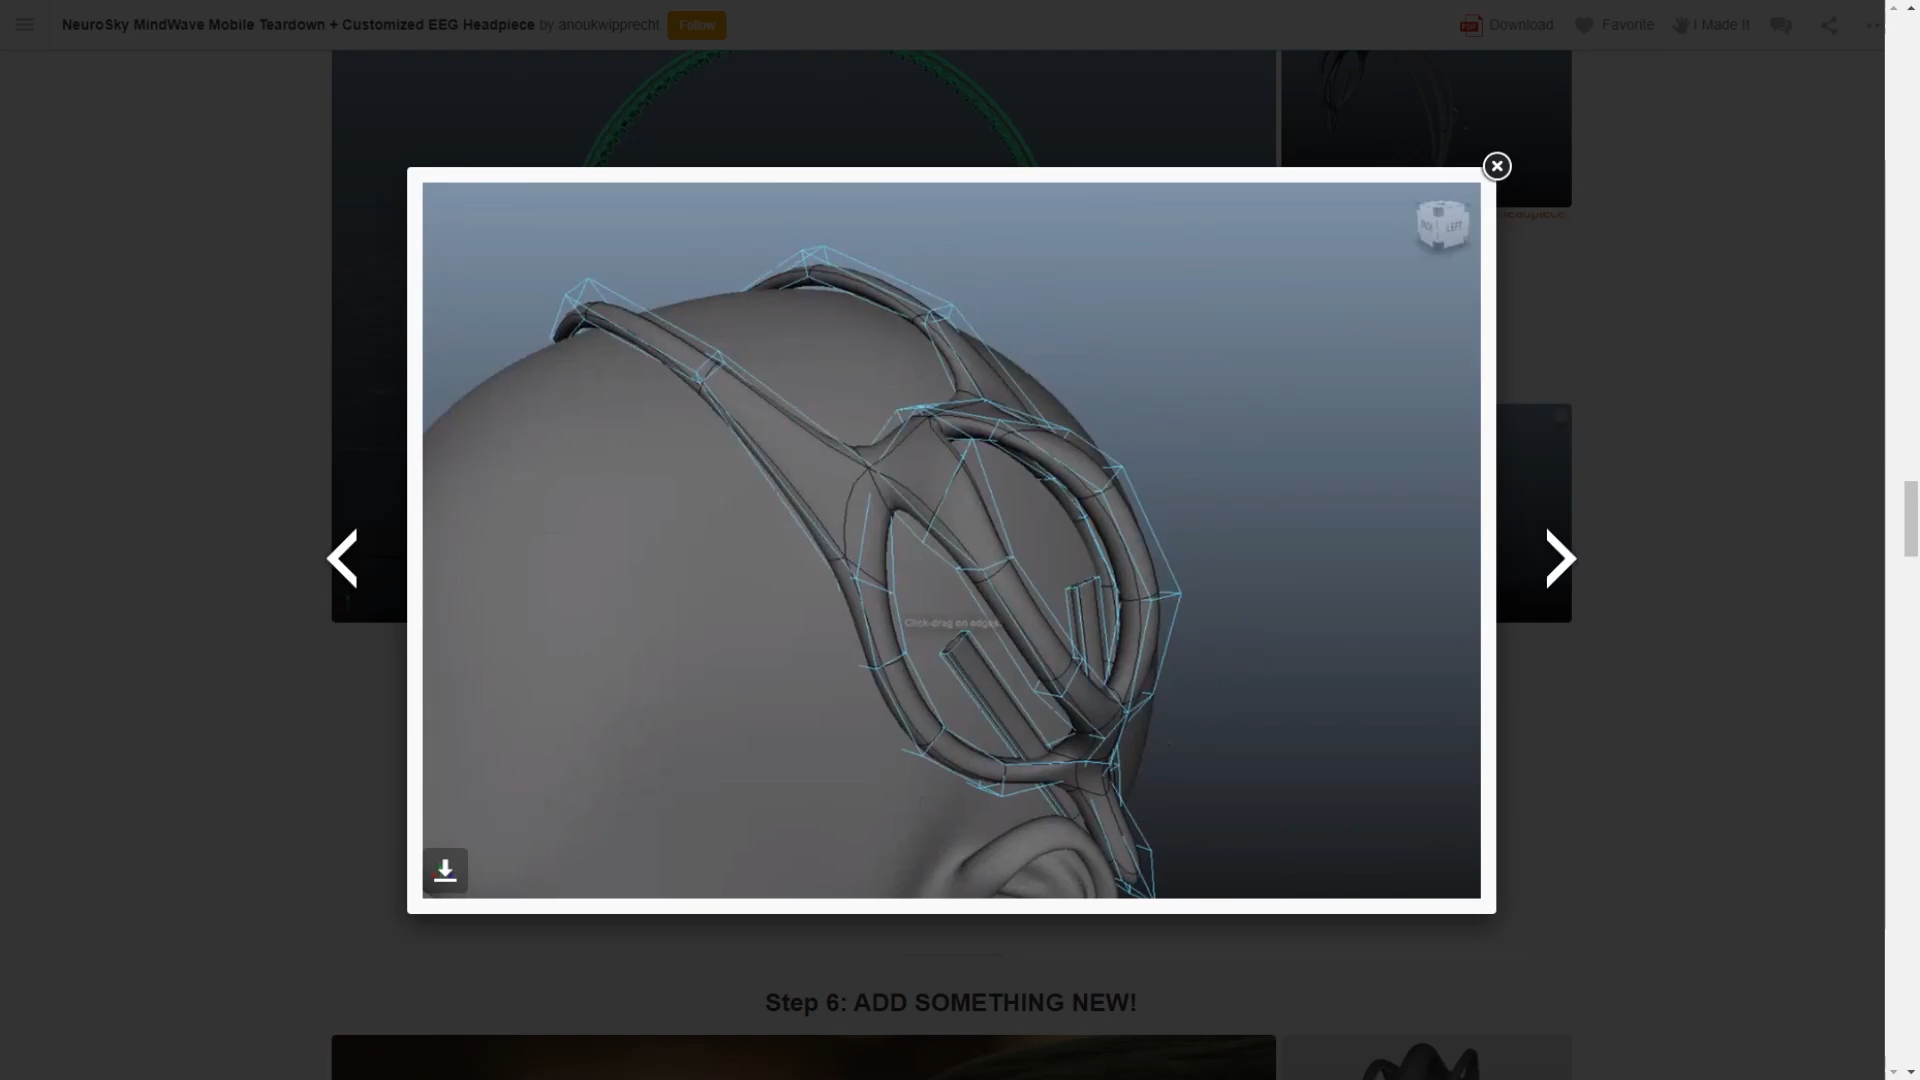 NeuroSky MindWave Mobile Teardown + Customized EEG Headpiece by anoukwipprecht
Follow
Download
Favorite
I Made It
LEFT
Click-drag on edges.
Step 6: ADD SOMETHING NEW!